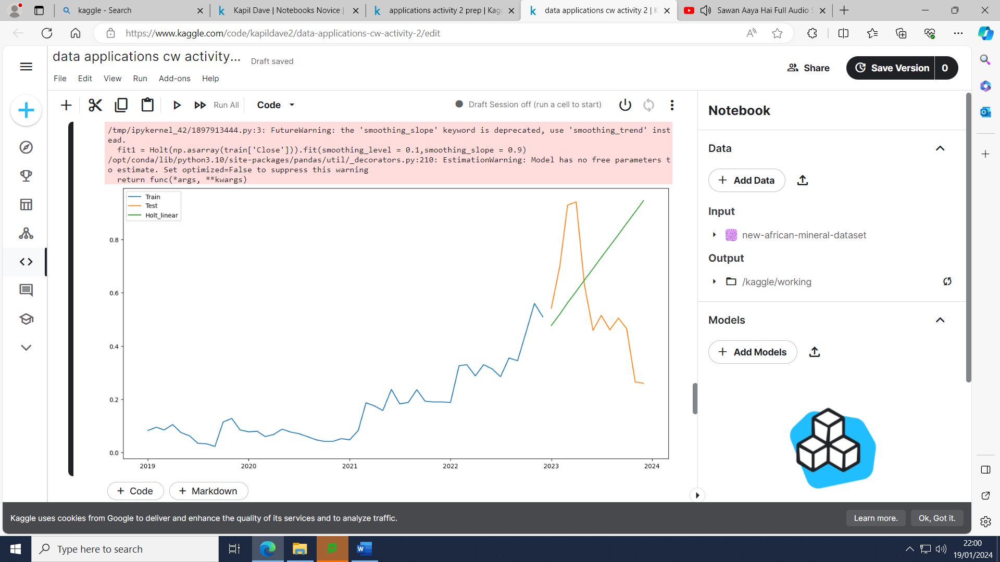 kaggle - Search
Kapil Dave | Notebooks Novice |
applications activity 2 prep | Kagg
data applications cw activity 2 | K
Sawan Aaya Hai Full Audio S
https://www.kaggle.com/code/kapildave2/data-applications-cw-activity-2/edit
data applications cw activity...
Draft saved
Share
Save Version
0
File
Edit
View
Run
Add-ons
Help
Run All
Code
Draft Session off (run a cell to start)
Notebook
/tmp/ipykernel_42/1897913444.py:3: FutureWarning: the 'smoothing_slope' keyword is deprecated, use 'smoothing_trend' inst
ead.
fit1 = Holt(np.asarray(train['Close'])).fit(smoothing_level = 0.1,smoothing_slope = 0.9)
/opt/conda/lib/python3.10/site-packages/pandas/util/_decorators.py:210: EstimationWarning: Model has no free parameters t
o estimate. Set optimized=False to suppress this warning
return func(*args, **kwargs)
Train
Test
Holt_linear
0.8
0.6
0.4
0.2
0.0
2019
2020
2021
2022
2023
2024
+ Code
+ Markdown
Data
+ Add Data
Input
new-african-mineral-dataset
Output
/kaggle/working
Models
+ Add Models
Kaggle uses cookies from Google to deliver and enhance the quality of its services and to analyze traffic.
Learn more.
Ok, Got it.
Type here to search
22:00
19/01/2024